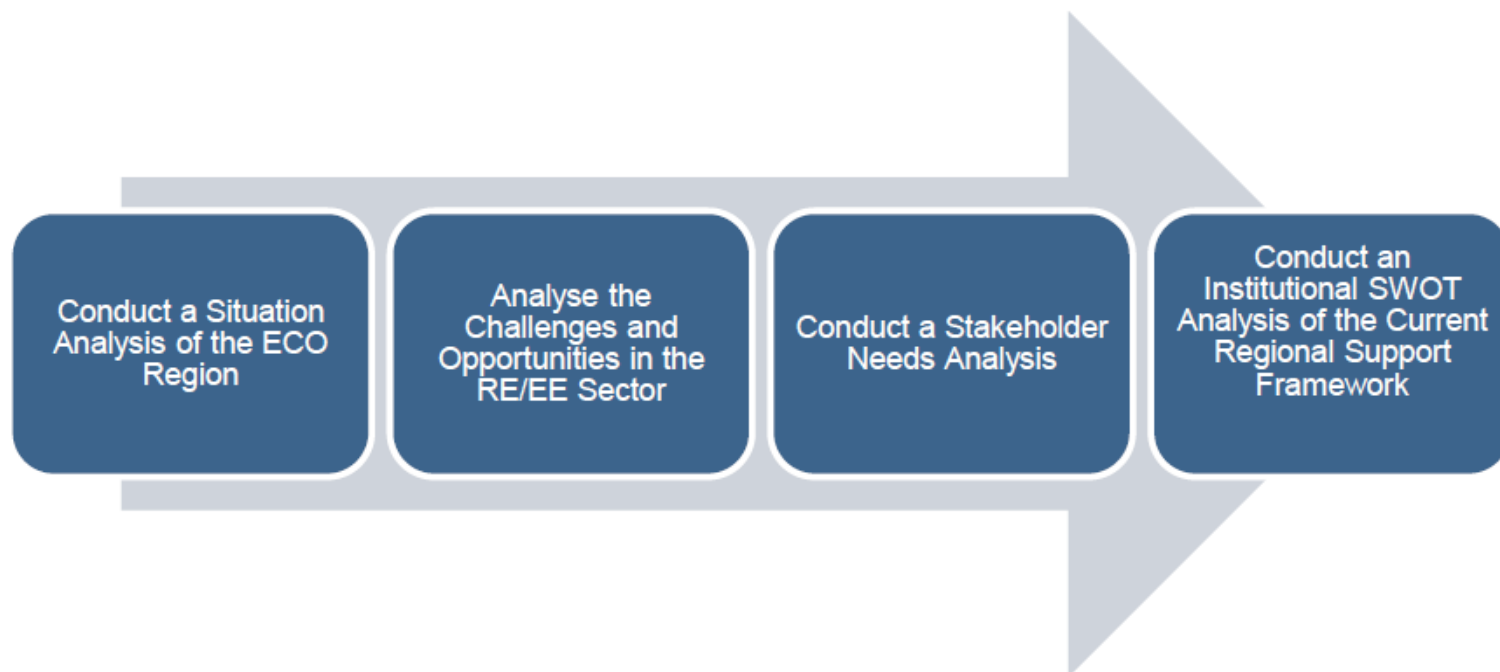 Conduct a Situation
Analysis of the ECO
Region
Analyse the
Challenges and
Opportunities in the
RE/EE Sector
Conduct a Stakeholder
Needs Analysis
Conduct an
Institutional SWOT
Analysis of the Current
Regional Support
Framework